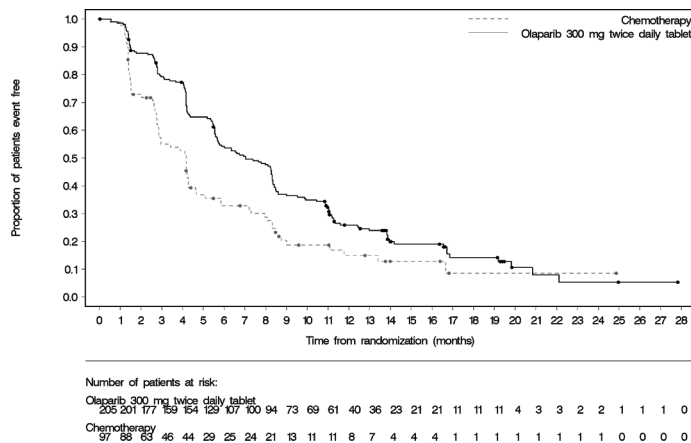 Chemotherapy
Olaparib 300 mg twice daily tablet
1.0
0.9
0.8
0.7
0.6
0.5
0.4
0.3
0.2
0.1
0.0
Proportion of patients event free
0 1 2 3 4 5 6 7 8 9 10 11 12 13 14 15 16 17 18 19 20 21 22 23 24 25 26 27 28
Time from randomization (months)
Number of patients at risk:
Olaparib 300 mg twice daily tablet
205 201 177 159 154 129 107 100 94 73 69 61 40 36 23 21 21 11 11 11 4 3 3 2 2 1 1 1 0
Chemotherapy
97 88 63 46 44 29 25 24 21 13 11 11 8 7 4 4 4 1 1 1 1 1 1 1 1 0 0 0 0